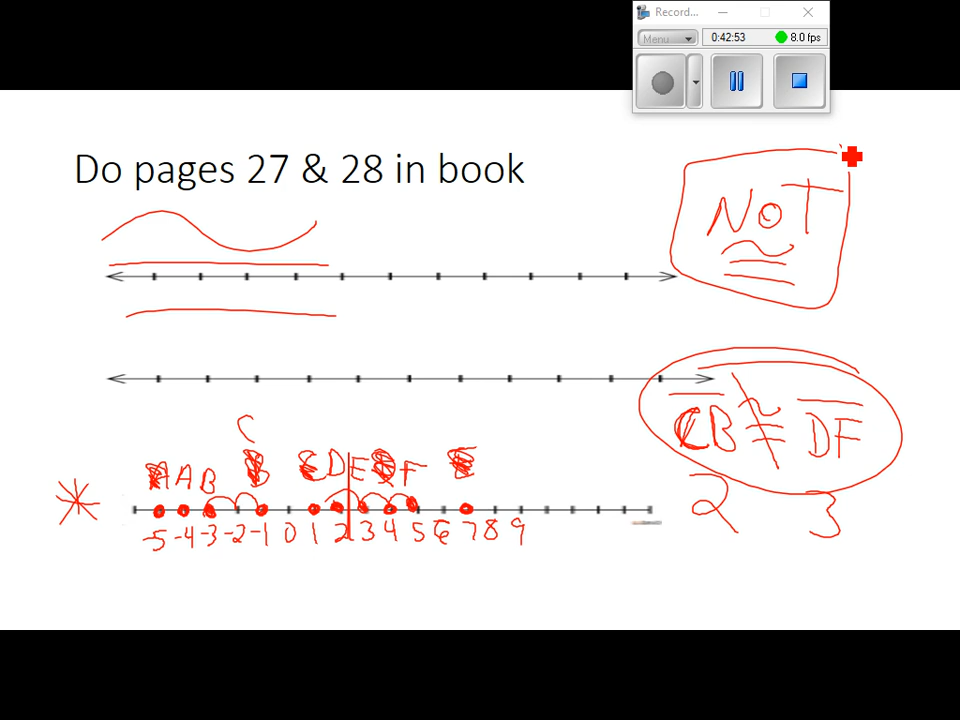 Record...
Menu 0:42:53 8.0 fps
Do pages 27 & 28 in book
NOT
CB ≆ DF
2 3
C
A B D E F
-5 -4 -3 -2 -1 0 1 2 3 4 5 6 7 8 9